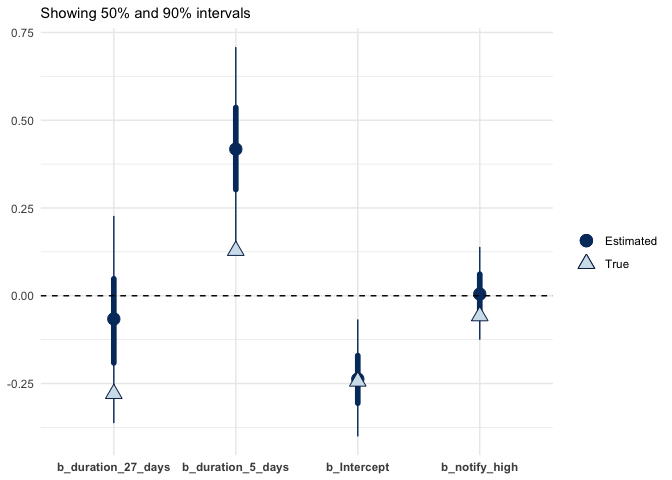 Showing 50% and 90% intervals
0.75
0.50
0.25
0.00
-0.25
b_duration_27_days b_duration_5_days b_Intercept b_notify_high
Estimated
True